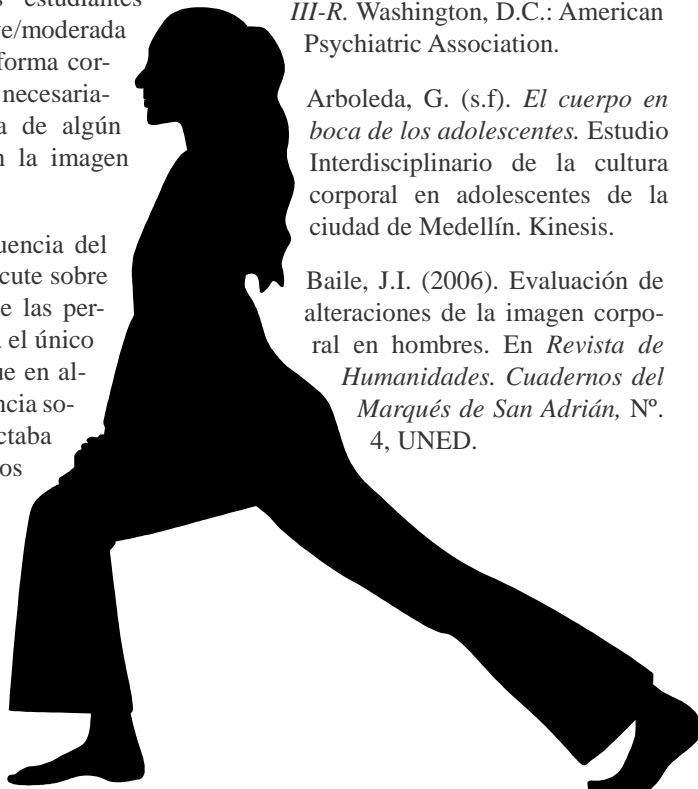 s estudiantes
ve/moderada
forma cor-
necesaria-
a de algún
n la imagen
uencia del
cute sobre
e las per-
a el único
ue en al-
ncia so-
ctaba
os
III-R. Washington, D.C.: American
Psychiatric Association.
Arboleda, G. (s.f). El cuerpo en
boca de los adolescentes. Estudio
Interdisciplinario de la cultura
corporal en adolescentes de la
ciudad de Medellín. Kinesis.
Baile, J.I. (2006). Evaluación de
alteraciones de la imagen corpo-
ral en hombres. En Revista de
Humanidades. Cuadernos del
Marqués de San Adrián, Nº.
4, UNED.